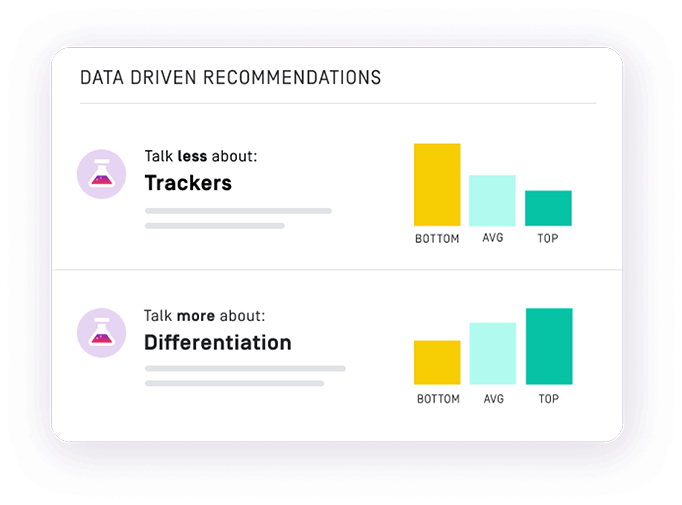 DATA DRIVEN RECOMMENDATIONS
Talk less about:
Trackers
BOTTOM AVG TOP
Talk more about:
Differentiation
BOTTOM AVG TOP